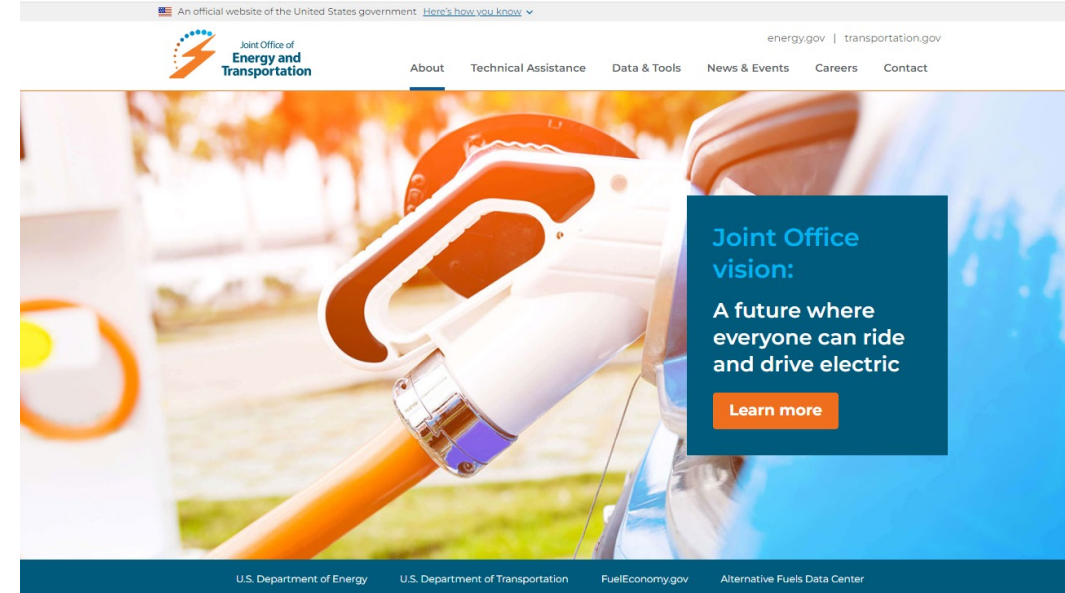 An official website of the United States government Here's how you know
energy.gov | transportation.gov
Joint Office of
Energy and
Transportation
About Technical Assistance Data & Tools News & Events Careers Contact
Joint Office
vision:
A future where
everyone can ride
and drive electric
Learn more
U.S. Department of Energy U.S. Department of Transportation FuelEconomy.gov Alternative Fuels Data Center